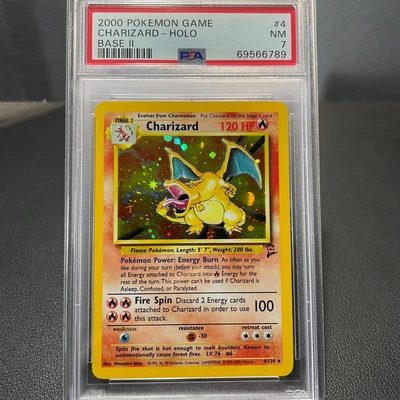 2000 POKEMON GAME #4
CHARIZARD - HOLO NM
BASE II 7
PSA 69566789
Evolves from Charmeleon Put Charizard on the Stage 1 card
STAGE 2
Charizard 120 HP
Flame Pokémon. Length: 5' 7", Weight: 200 lbs.
Pokémon Power: Energy Burn As often as you
like during your turn (before your attack), you may turn
all Energy attached to Charizard into Energy for the
rest of the turn. This power can't be used if Charizard is
Asleep, Confused, or Paralyzed.
Fire Spin Discard 2 Energy cards
attached to Charizard in order to use
this attack.
100
weakness resistance retreat cost
-30
Spits fire that is hot enough to melt boulders. Known to
unintentionally cause forest fires. LV. 76 #6
4/130